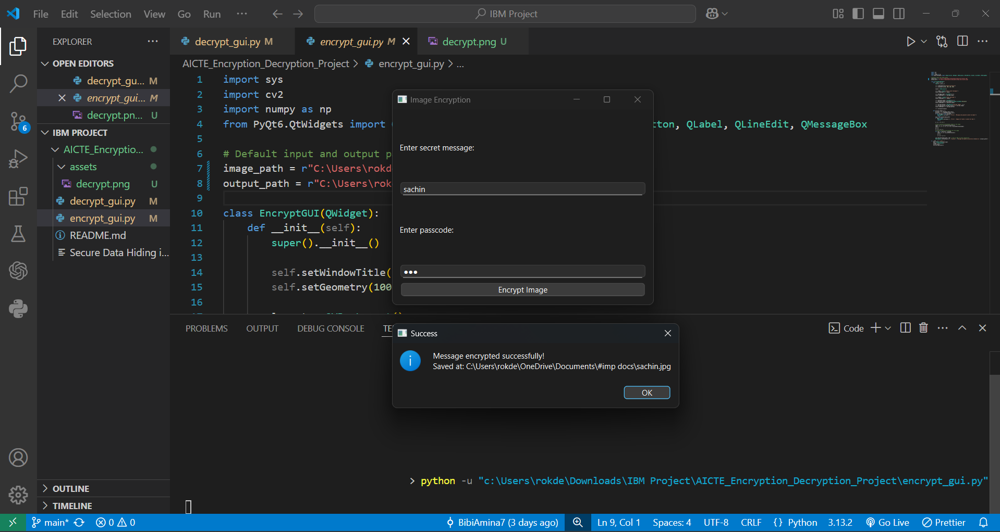 File Edit Selection View Go Run ···
IBM Project
EXPLORER
OPEN EDITORS
decrypt_gu... M
encrypt_gui... M
decrypt.pn... U
IBM PROJECT
AICTE_Encryptio...
assets
decrypt.png U
decrypt_gui.py M
encrypt_gui.py M
README.md
Secure Data Hiding i...
OUTLINE
TIMELINE
6
decrypt_gui.py M
encrypt_gui.py M
decrypt.png U
AICTE_Encryption_Decryption_Project > encrypt_gui.py > ...
1 import sys
2 import cv2
3 import numpy as np
4 from PyQt6.QtWidgets import tton, QLabel, QLineEdit, QMessageBox
5
6 # Default input and output p
7 image_path = r"C:\Users\rokd
8 output_path = r"C:\Users\rok
9
10 class EncryptGUI(QWidget):
11 def __init__(self):
12 super().__init__()
13
14 self.setWindowTitle(
15 self.setGeometry(100
16
Image Encryption
Enter secret message:
sachin
Enter passcode:
●●●
Encrypt Image
PROBLEMS OUTPUT DEBUG CONSOLE TE
Code
Success
Message encrypted successfully!
Saved at: C:\Users\rokde\OneDrive\Documents\#imp docs\sachin.jpg
OK
> python -u "c:\Users\rokde\Downloads\IBM Project\AICTE_Encryption_Decryption_Project\encrypt_gui.py"
main* 0 0 BibiAmina7 (3 days ago) Ln 9, Col 1 Spaces: 4 UTF-8 CRLF {} Python 3.13.2 Go Live Prettier